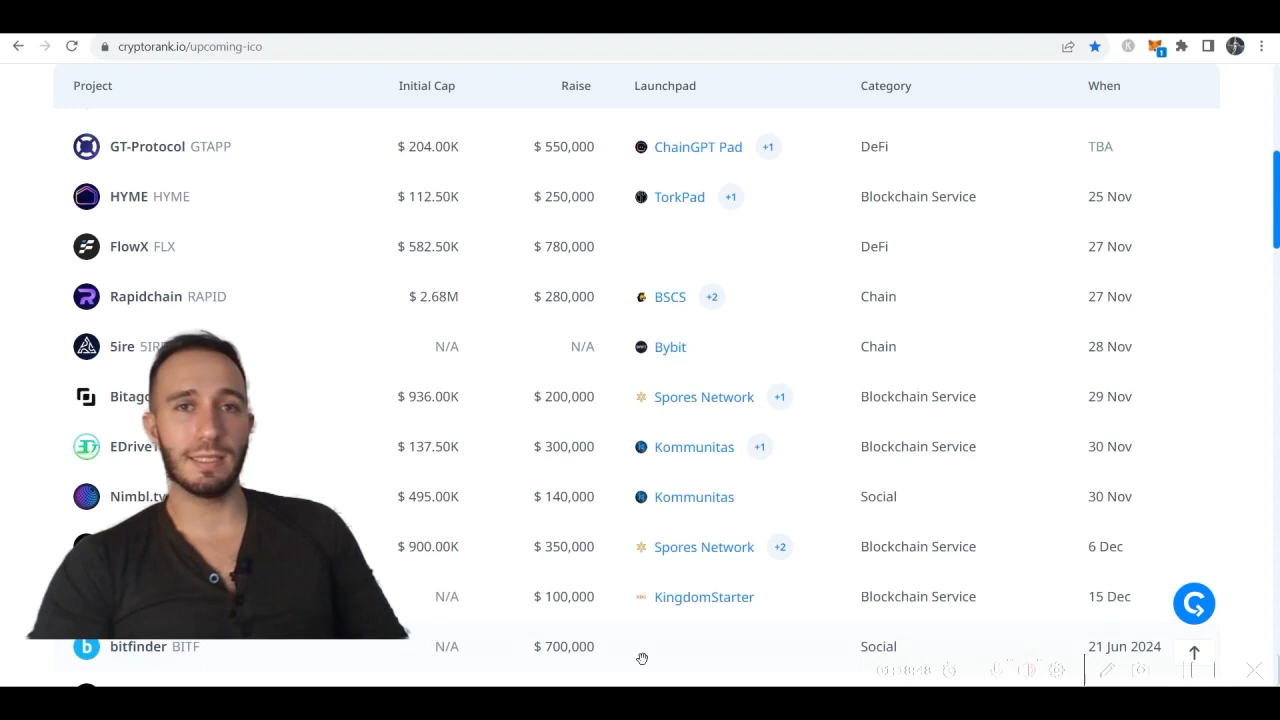 cryptorank.io/upcoming-ico
1
Project Initial Cap Raise Launchpad Category When
GT-Protocol GTAPP $ 204.00K $ 550,000 ChainGPT Pad +1 DeFi TBA
HYME HYME $ 112.50K $ 250,000 TorkPad +1 Blockchain Service 25 Nov
FlowX FLX $ 582.50K $ 780,000 DeFi 27 Nov
Rapidchain RAPID $ 2.68M $ 280,000 BSCS +2 Chain 27 Nov
5ire N/A N/A Bybit Chain 28 Nov
$ 936.00K $ 200,000 Spores Network +1 Blockchain Service 29 Nov
$ 137.50K $ 300,000 Kommunitas +1 Blockchain Service 30 Nov
Nimbl.tv $ 495.00K $ 140,000 Kommunitas Social 30 Nov
$ 900.00K $ 350,000 Spores Network +2 Blockchain Service 6 Dec
N/A $ 100,000 KingdomStarter Blockchain Service 15 Dec
b bitfinder BITF N/A $ 700,000 Social 21 Jun 2024
01:18:48